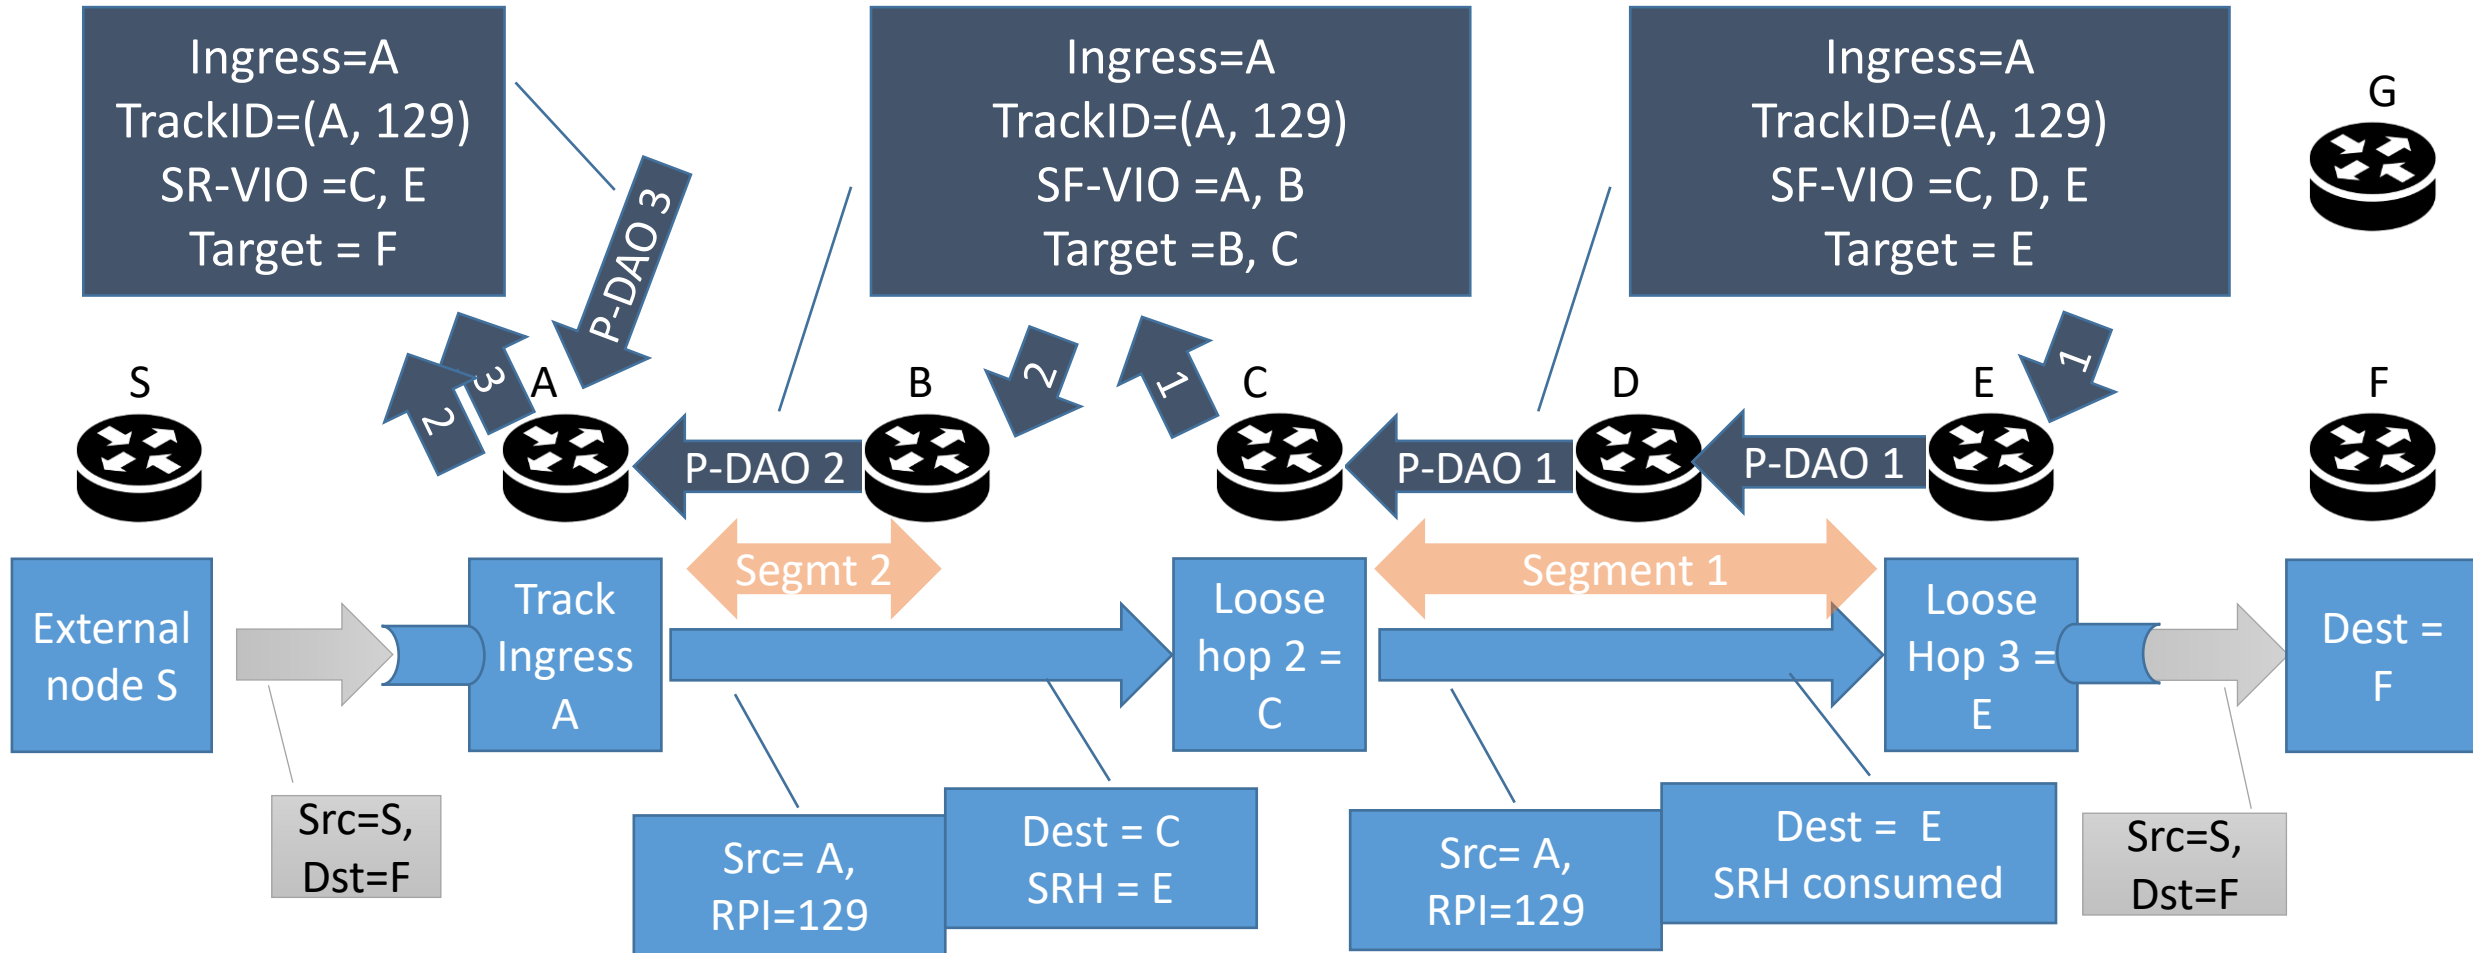 Ingress=A
TrackID=(A, 129)
SR-VIO =C, E
Target = F
Ingress=A
TrackID=(A, 129)
SF-VIO =A, B
Target =B, C
Ingress=A
TrackID=(A, 129)
SF-VIO =C, D, E
Target = E
G
P-DAO 3
2
3
2
1
1
S
A
B
C
D
E
F
P-DAO 2
P-DAO 1
P-DAO 1
Segmt 2
Segment 1
External
node S
Track
Ingress
A
Loose
hop 2 =
C
Loose
Hop 3 =
E
Dest =
F
Src=S,
Dst=F
Src= A,
RPI=129
Dest = C
SRH = E
Src= A,
RPI=129
Dest =  E
SRH consumed
Src=S,
Dst=F